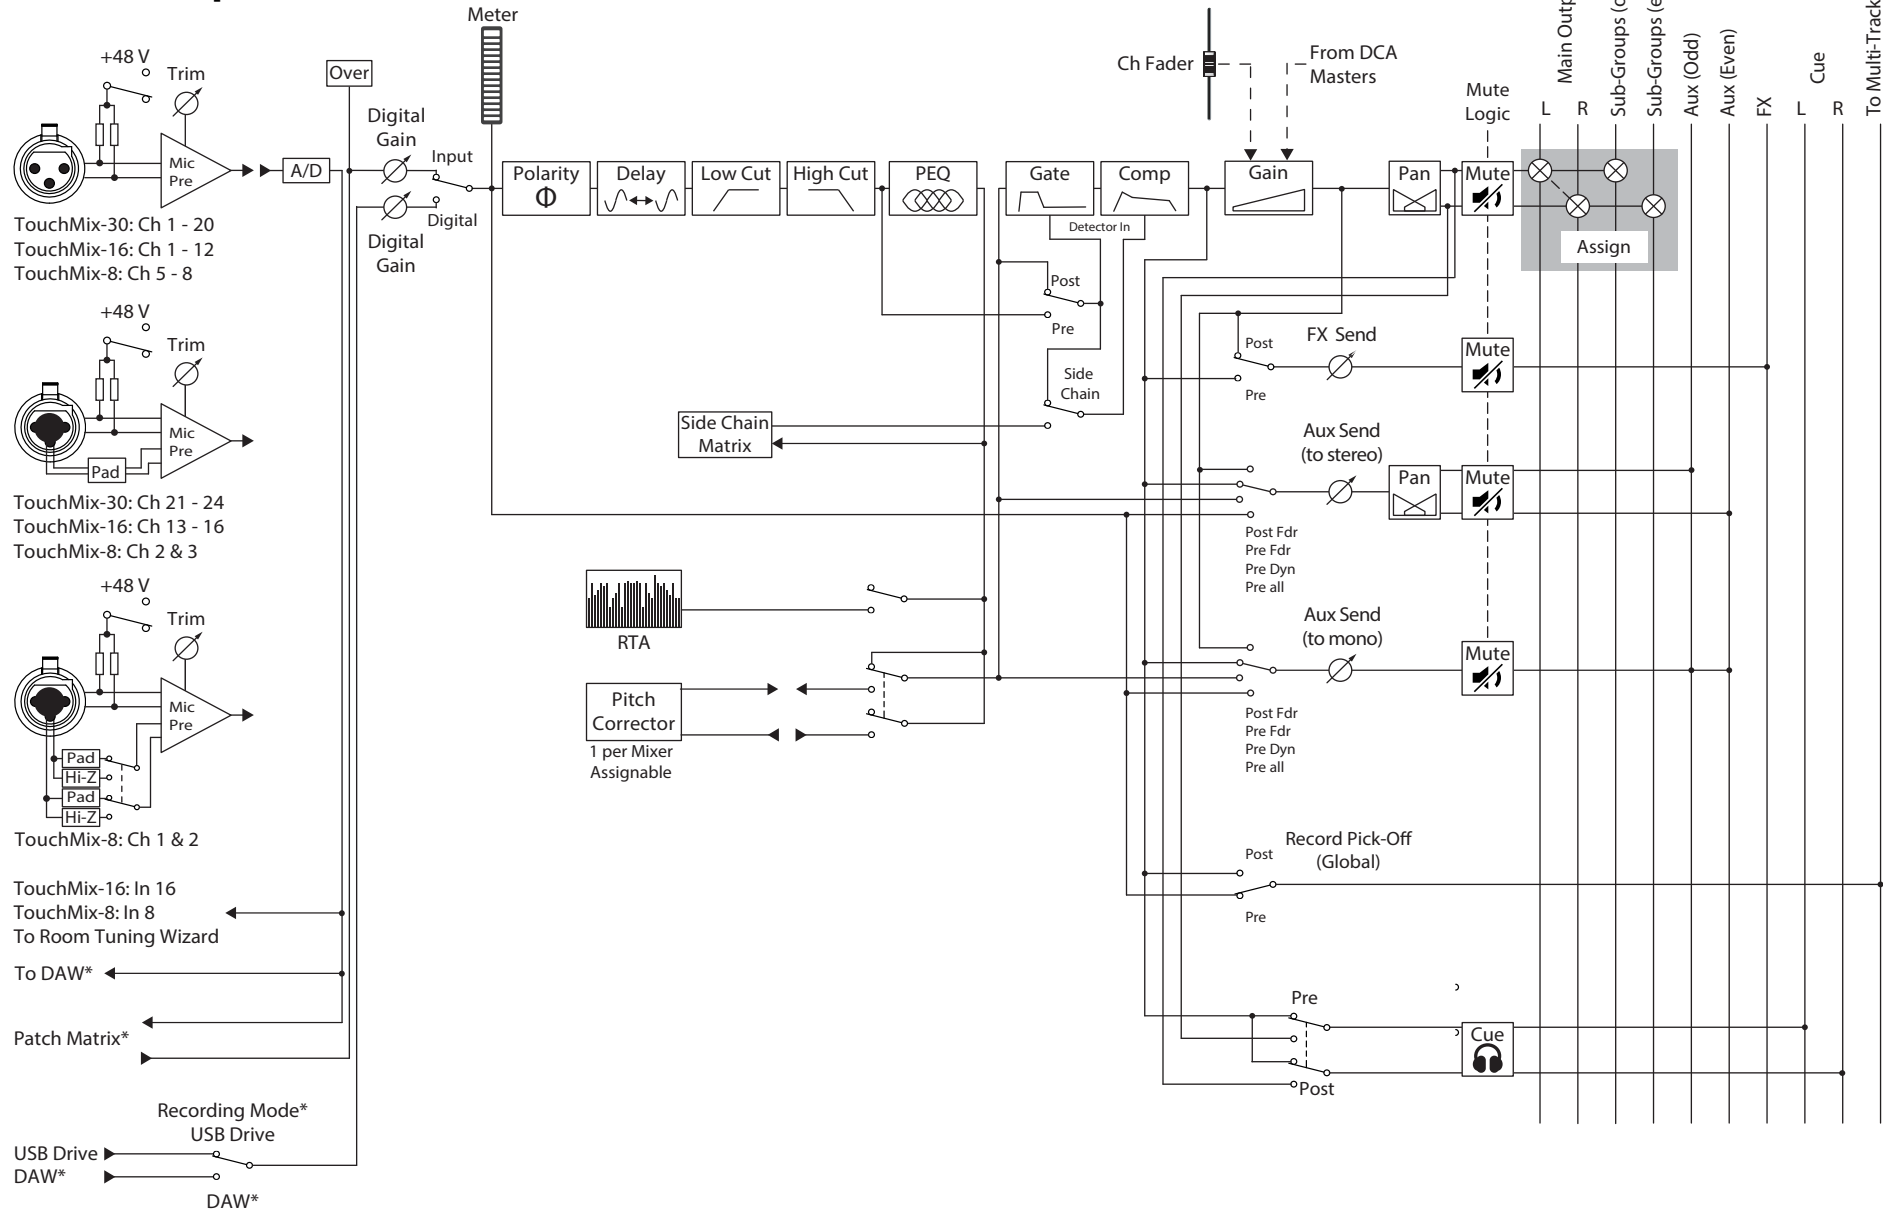 Meter
+48 V
Trim
Over
Digital
Gain
Input
Digital
Digital
Gain
Mic
Pre
A/D
TouchMix-30: Ch 1 - 20
TouchMix-16: Ch 1 - 12
TouchMix-8: Ch 5 - 8
Polarity
Φ
Delay
Low Cut
High Cut
PEQ
Gate
Comp
Detector In
Ch Fader
From DCA
Masters
Gain
Pan
Mute
Logic
Mute
Assign
L
Main
R
Sub-Groups
Sub-Groups
Aux (Odd)
Aux (Even)
FX
L
Cue
R
To Multi-Track
+48 V
Trim
Mic
Pre
Pad
TouchMix-30: Ch 21 - 24
TouchMix-16: Ch 13 - 16
TouchMix-8: Ch 2 & 3
Post
Pre
Side
Chain
Side Chain
Matrix
Post
Pre
FX Send
Mute
Aux Send
(to stereo)
Pan
Mute
Post Fdr
Pre Fdr
Pre Dyn
Pre all
+48 V
Trim
Mic
Pre
Pad
Hi-Z
Pad
Hi-Z
TouchMix-8: Ch 1 & 2
RTA
Pitch
Corrector
1 per Mixer
Assignable
Aux Send
(to mono)
Mute
Post Fdr
Pre Fdr
Pre Dyn
Pre all
Record Pick-Off
(Global)
Post
Pre
TouchMix-16: In 16
TouchMix-8: In 8
To Room Tuning Wizard
To DAW*
Patch Matrix*
Pre
Post
Cue
Recording Mode*
USB Drive
USB Drive
DAW*
DAW*